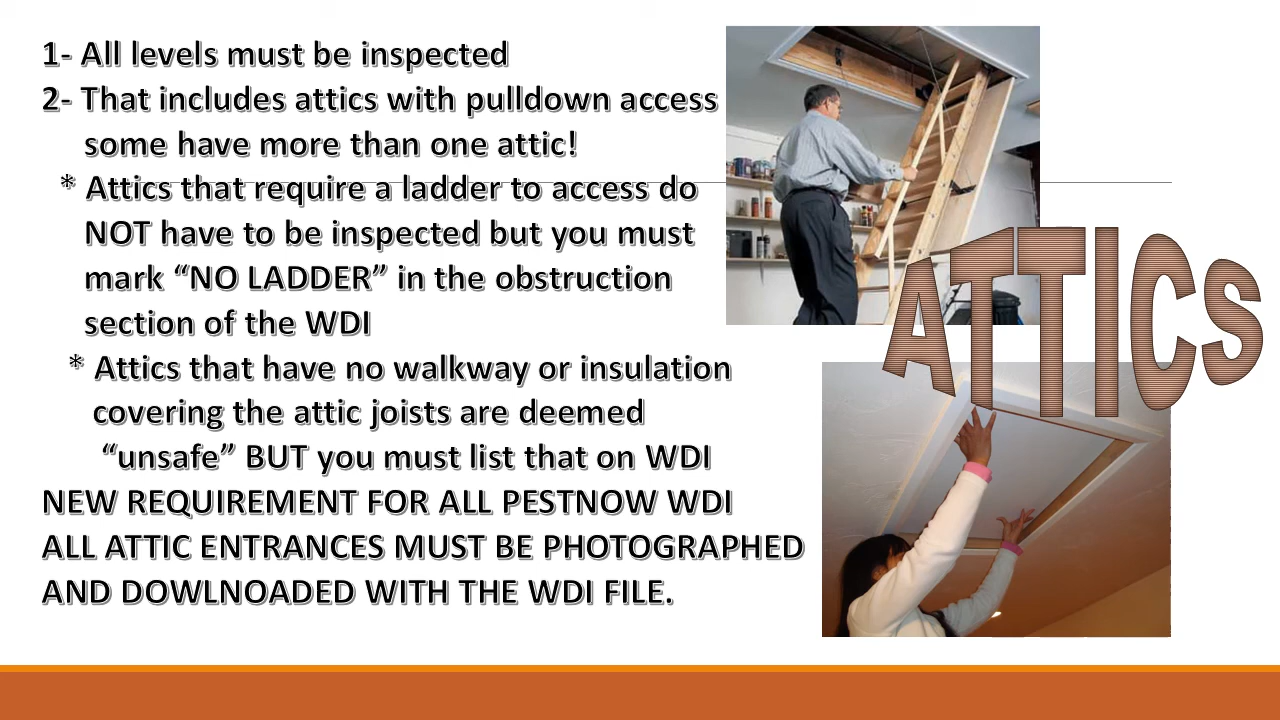 1- All levels must be inspected
2- That includes attics with pulldown access
some have more than one attic!
* Attics that require a ladder to access do
NOT have to be inspected but you must
mark “NO LADDER” in the obstruction
section of the WDI
* Attics that have no walkway or insulation
covering the attic joists are deemed
“unsafe” BUT you must list that on WDI
NEW REQUIREMENT FOR ALL PESTNOW WDI
ALL ATTIC ENTRANCES MUST BE PHOTOGRAPHED
AND DOWLNOADED WITH THE WDI FILE.
ATTICs